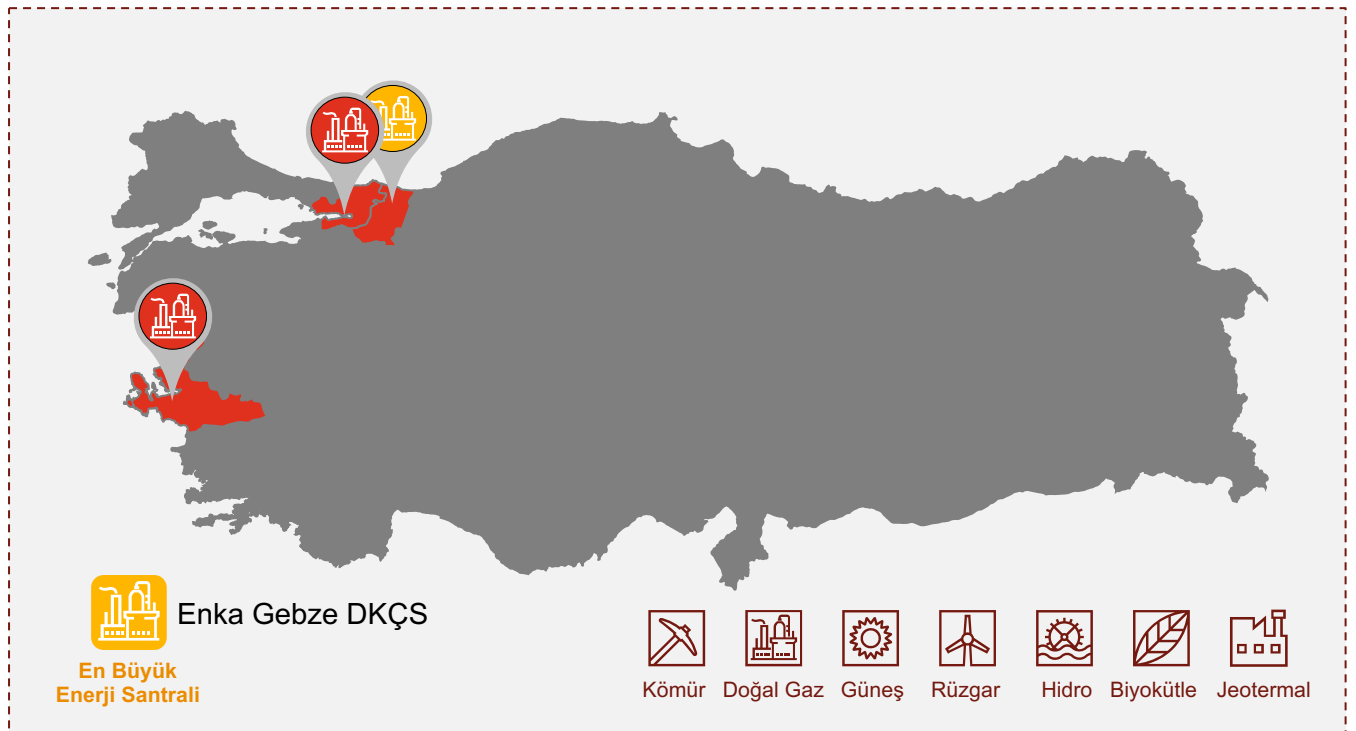 Enka Gebze DKÇS
En Büyük
Enerji Santrali
Kömür
Doğal Gaz
Güneş
Rüzgar
Hidro
Biyokütle
Jeotermal